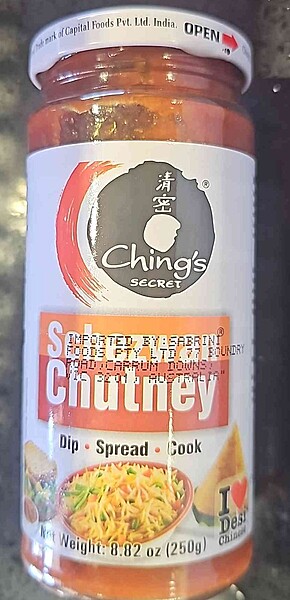 mark of Capital Foods Pvt. Ltd. India.
OPEN
清
密
®
Ching's
SECRET
IMPORTED BY:SABRINI
FOODS PTY LTD,77 BOUNDRY
ROAD,CARRUM DOWNS,
VIC 3201, AUSTRALIA"
Chutney
Dip • Spread • Cook
I
Desi
Chinese
Net Weight: 8.82 oz (250g)